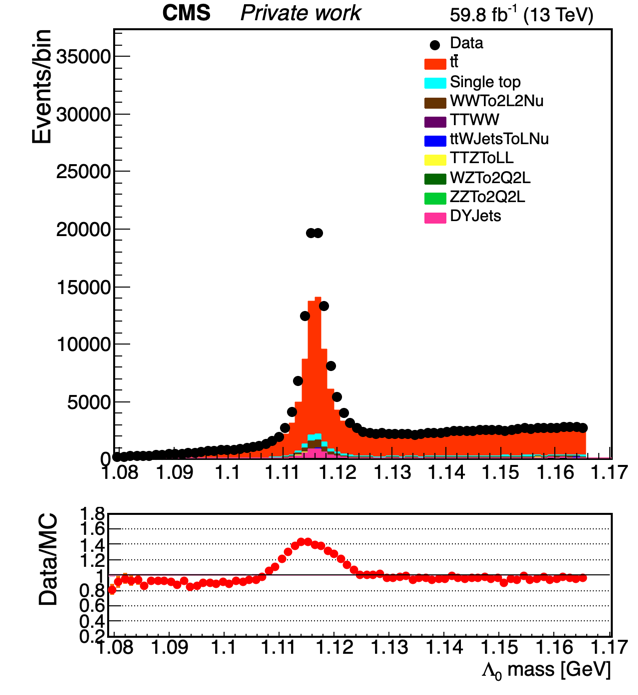 CMS Private work 59.8 fb⁻¹ (13 TeV)
Events/bin
35000
30000
25000
20000
15000
10000
5000
0
Data
tt̄
Single top
WWTo2L2Nu
TTWW
ttWJetsToLNu
TTZToLL
WZTo2Q2L
ZZTo2Q2L
DYJets
1.08 1.09 1.1 1.11 1.12 1.13 1.14 1.15 1.16 1.17
Data/MC
1.8
1.6
1.4
1.2
1
0.8
0.6
0.4
0.2
1.08 1.09 1.1 1.11 1.12 1.13 1.14 1.15 1.16 1.17
Λ₀ mass [GeV]